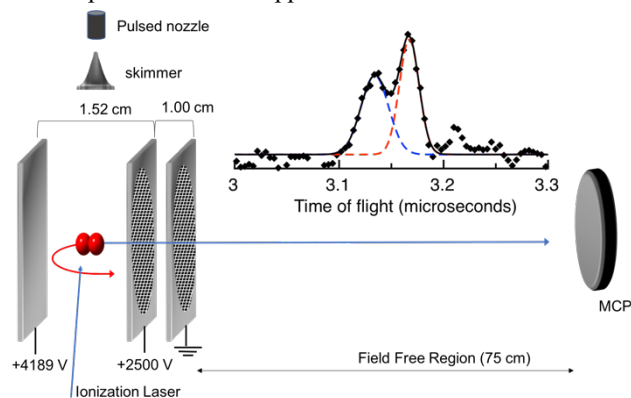 Pulsed nozzle
skimmer
1.52 cm
1.00 cm
3
3.1
3.2
3.3
Time of flight (microseconds)
MCP
+4189 V
+2500 V
Field Free Region (75 cm)
Ionization Laser